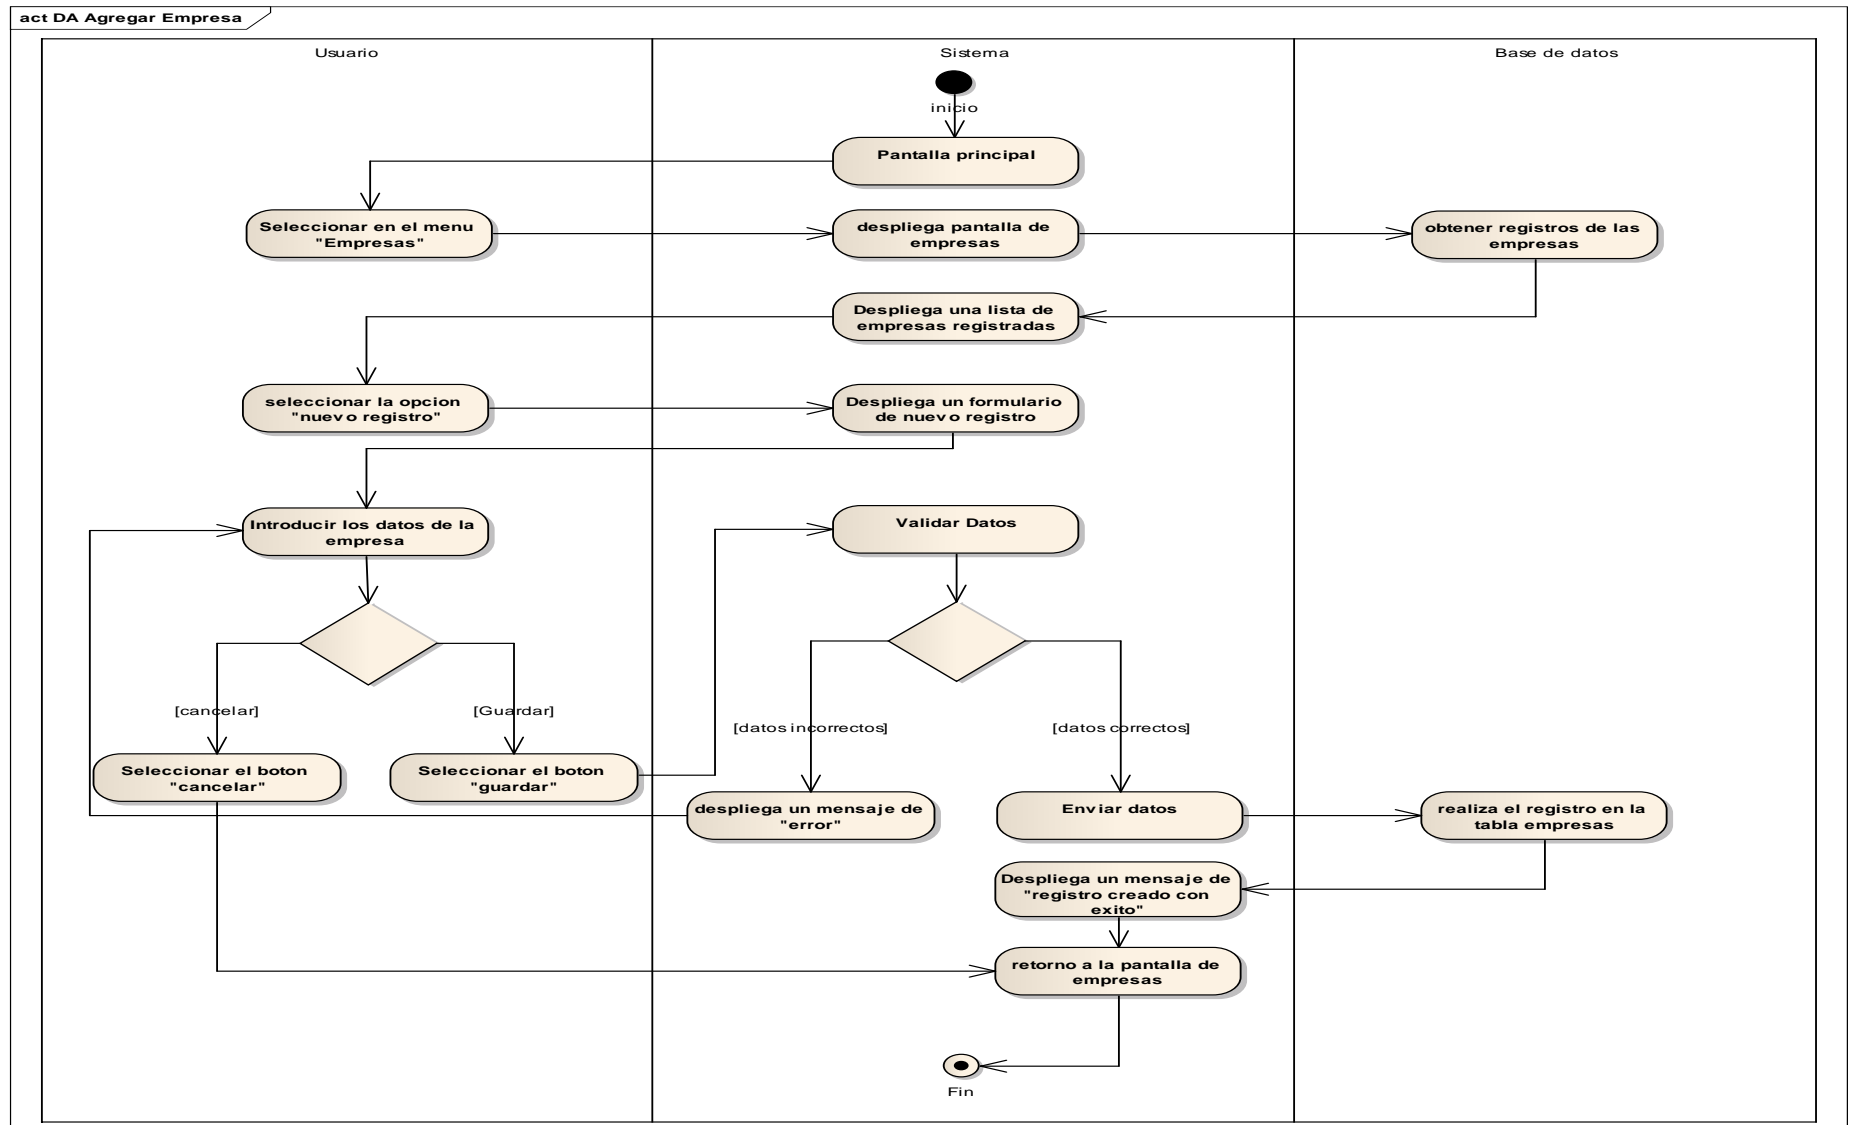 act DA Agregar Empresa
Usuario
Sistema
Base de datos
inicio
Pantalla principal
Seleccionar en el menu
"Empresas"
despliega pantalla de
empresas
obtener registros de las
empresas
Despliega una lista de
empresas registradas
seleccionar la opcion
"nuevo registro"
Despliega un formulario
de nuevo registro
Introducir los datos de la
empresa
Validar Datos
[cancelar]
[Guardar]
[datos incorrectos]
[datos correctos]
Seleccionar el boton
"cancelar"
Seleccionar el boton
"guardar"
despliega un mensaje de
"error"
Enviar datos
realiza el registro en la
tabla empresas
Despliega un mensaje de
"registro creado con
exito"
retorno a la pantalla de
empresas
Fin